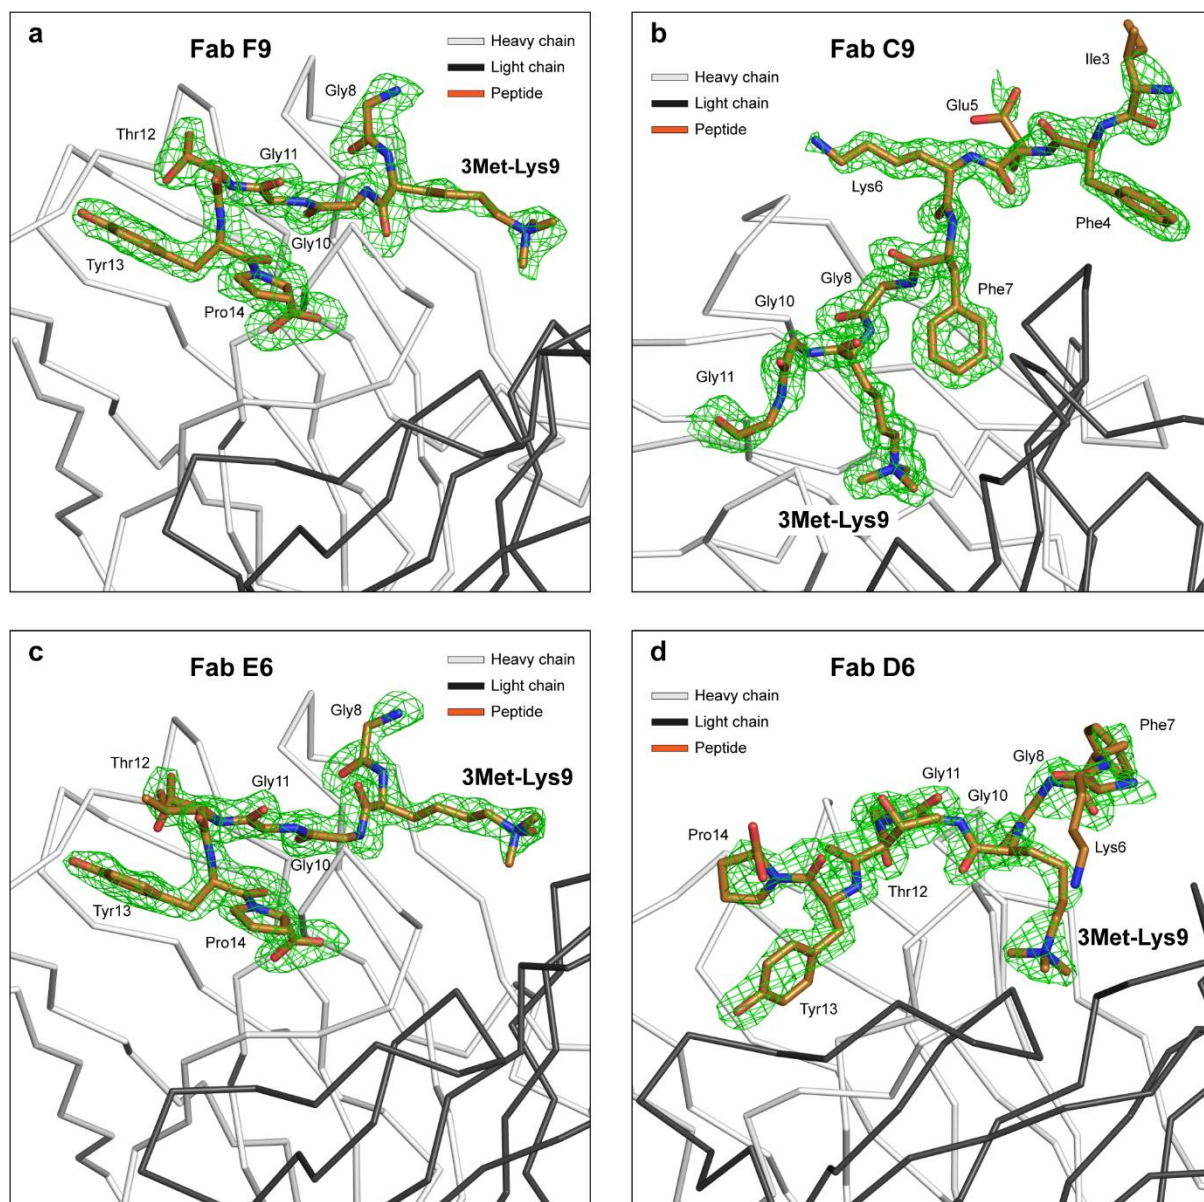 a
Fab F9
Heavy chain
Light chain
Peptide
Gly8
Thr12
Gly11
3Met-Lys9
Gly10
Tyr13
Pro14
b
Fab C9
Heavy chain
Light chain
Peptide
Ile3
Glu5
Lys6
Phe4
Gly8
Phe7
Gly10
Gly11
3Met-Lys9
c
Fab E6
Heavy chain
Light chain
Peptide
Gly8
Thr12
Gly11
3Met-Lys9
Gly10
Tyr13
Pro14
d
Fab D6
Heavy chain
Light chain
Peptide
Phe7
Gly8
Gly11
Gly10
Pro14
Lys6
Thr12
3Met-Lys9
Tyr13